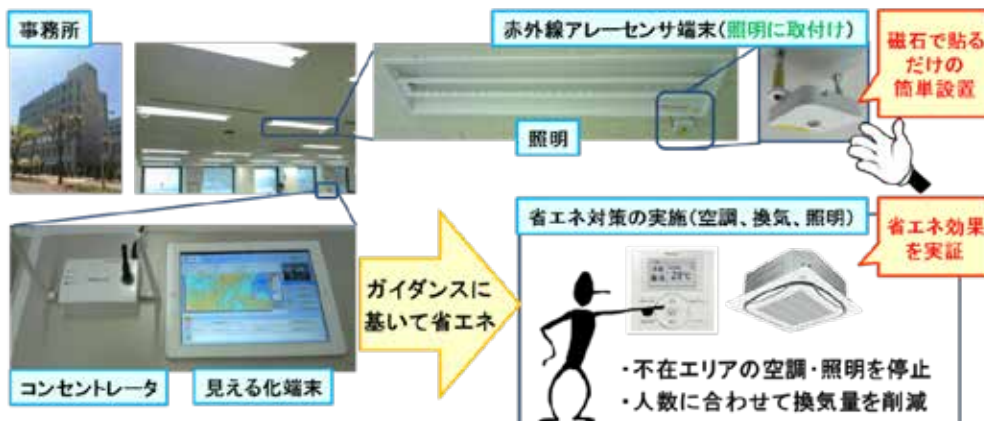 事務所
赤外線アレーセンサ端末(照明に取付け)
磁石で貼る
だけの
簡単設置
照明
省エネ対策の実施(空調、換気、照明)
省エネ効果
を実証
ガイダンスに
基いて省エネ
コンセントレータ
見える化端末
・不在エリアの空調・照明を停止
・人数に合わせて換気量を削減